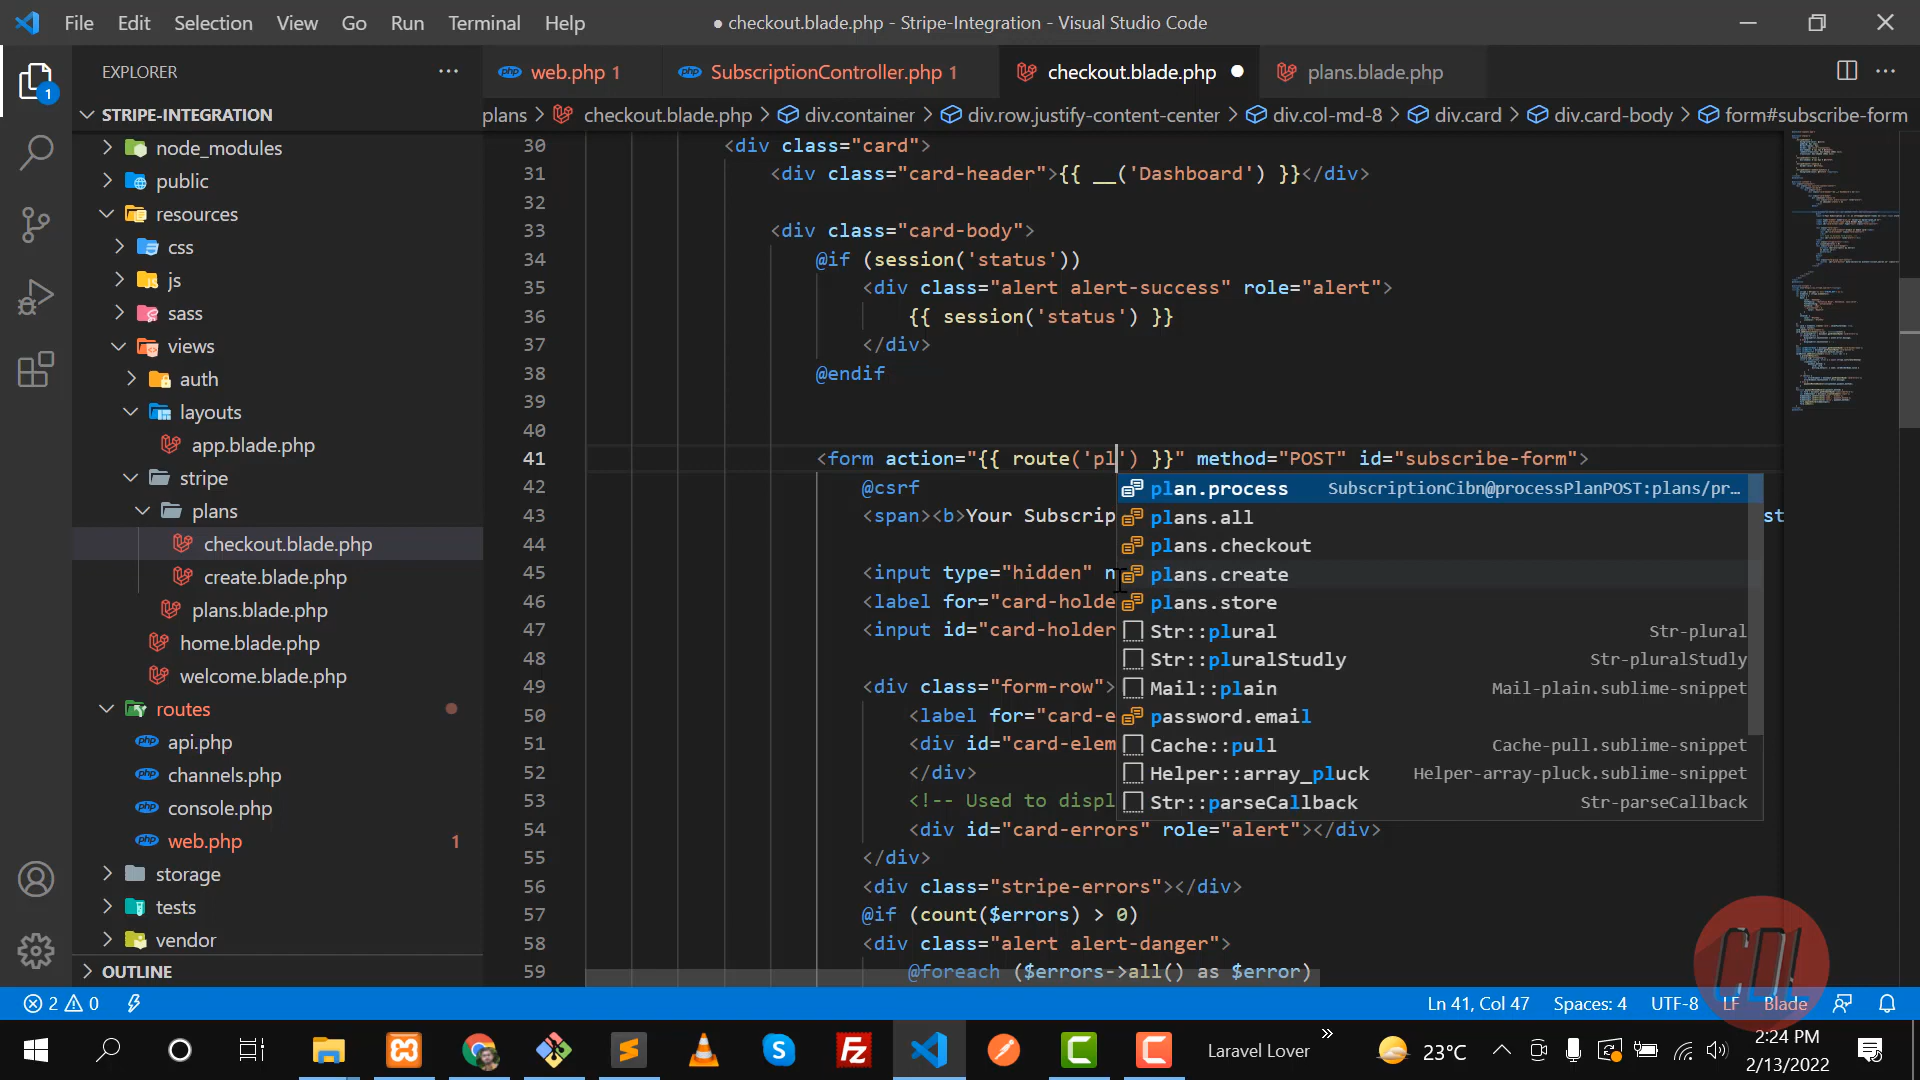 File Edit Selection View Go Run Terminal Help
● checkout.blade.php - Stripe-Integration - Visual Studio Code
EXPLORER
web.php 1
SubscriptionController.php 1
checkout.blade.php
plans.blade.php
plans > checkout.blade.php > div.container > div.row.justify-content-center > div.col-md-8 > div.card > div.card-body > form#subscribe-form
STRIPE-INTEGRATION
node_modules
public
resources
css
js
sass
views
auth
layouts
app.blade.php
stripe
plans
checkout.blade.php
create.blade.php
plans.blade.php
home.blade.php
welcome.blade.php
routes
api.php
channels.php
console.php
web.php 1
storage
tests
vendor
OUTLINE
30 <div class="card">
31 <div class="card-header">{{ __('Dashboard') }}</div>
32
33 <div class="card-body">
34 @if (session('status'))
35 <div class="alert alert-success" role="alert">
36 {{ session('status') }}
37 </div>
38 @endif
39
40
41 <form action="{{ route('pl') }}" method="POST" id="subscribe-form">
42 @csrf
43 <span><b>Your Subscrip st
44
45 <input type="hidden" n
46 <label for="card-holde
47 <input id="card-holder
48
49 <div class="form-row">
50 <label for="card-e
51 <div id="card-elem
52 </div>
53 <!-- Used to displ
54 <div id="card-errors" role="alert"></div>
55 </div>
56 <div class="stripe-errors"></div>
57 @if (count($errors) > 0)
58 <div class="alert alert-danger">
59 @foreach ($errors->all() as $error)
plan.process SubscriptionCibn@processPlanPOST:plans/pr…
plans.all
plans.checkout
plans.create
plans.store
Str::plural Str-plural
Str::pluralStudly Str-pluralStudly
Mail::plain Mail-plain.sublime-snippet
password.email
Cache::pull Cache-pull.sublime-snippet
Helper::array_pluck Helper-array-pluck.sublime-snippet
Str::parseCallback Str-parseCallback
CDL
2 0
Ln 41, Col 47 Spaces: 4 UTF-8 LF Blade
Laravel Lover
23°C
2:24 PM
2/13/2022